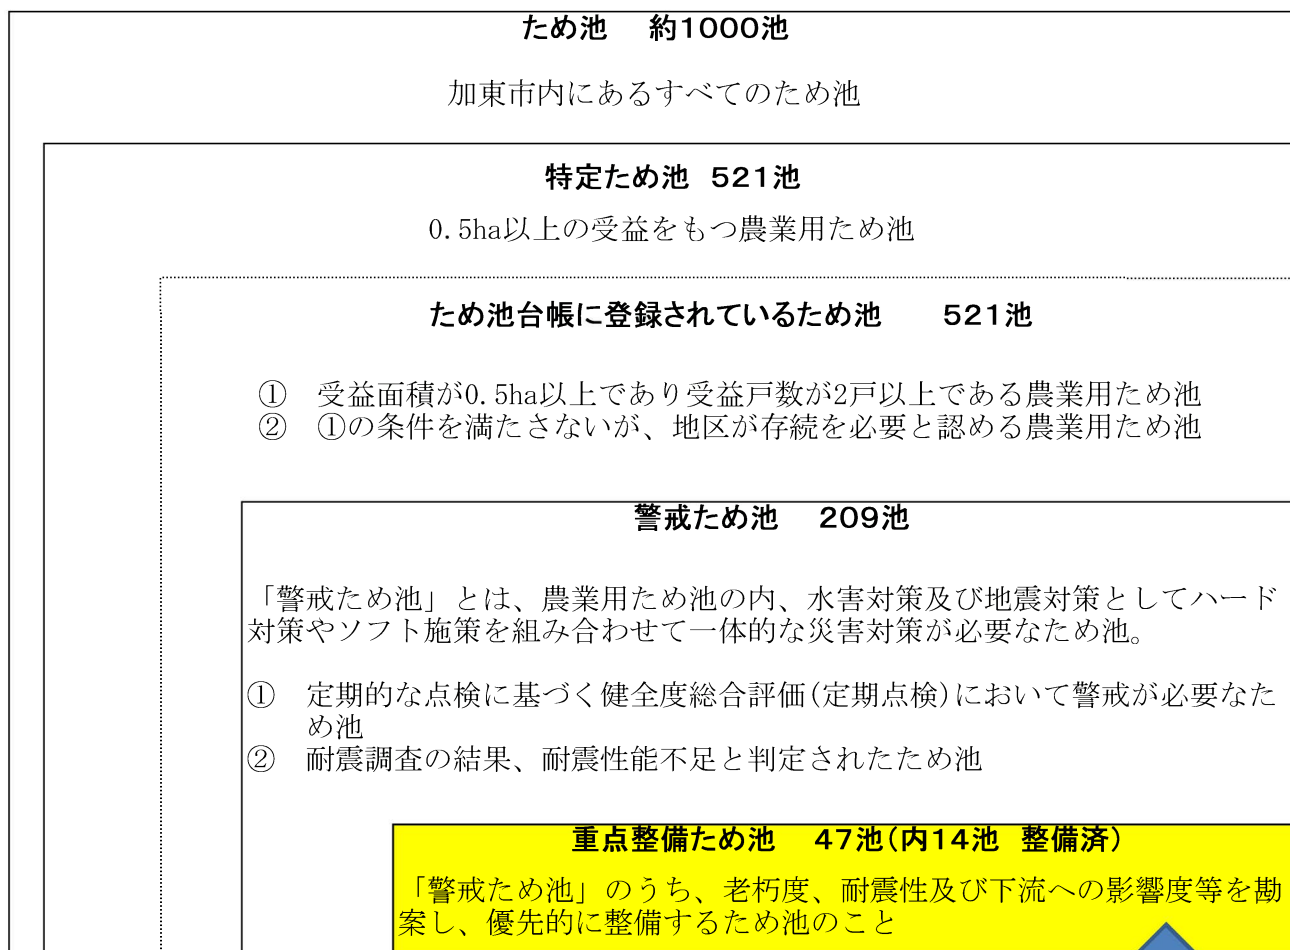 ため池　約1000池
加東市内にあるすべてのため池
特定ため池　521池
0.5ha以上の受益をもつ農業用ため池
ため池台帳に登録されているため池　　521池
①　受益面積が0.5ha以上であり受益戸数が2戸以上である農業用ため池
②　①の条件を満たさないが、地区が存続を必要と認める農業用ため池
警戒ため池　209池
「警戒ため池」とは、農業用ため池の内、水害対策及び地震対策としてハード
対策やソフト施策を組み合わせて一体的な災害対策が必要なため池。
①　定期的な点検に基づく健全度総合評価(定期点検)において警戒が必要なた
め池
②　耐震調査の結果、耐震性能不足と判定されたため池
重点整備ため池　47池(内14池　整備済)
「警戒ため池」のうち、老朽度、耐震性及び下流への影響度等を勘
案し、優先的に整備するため池のこと